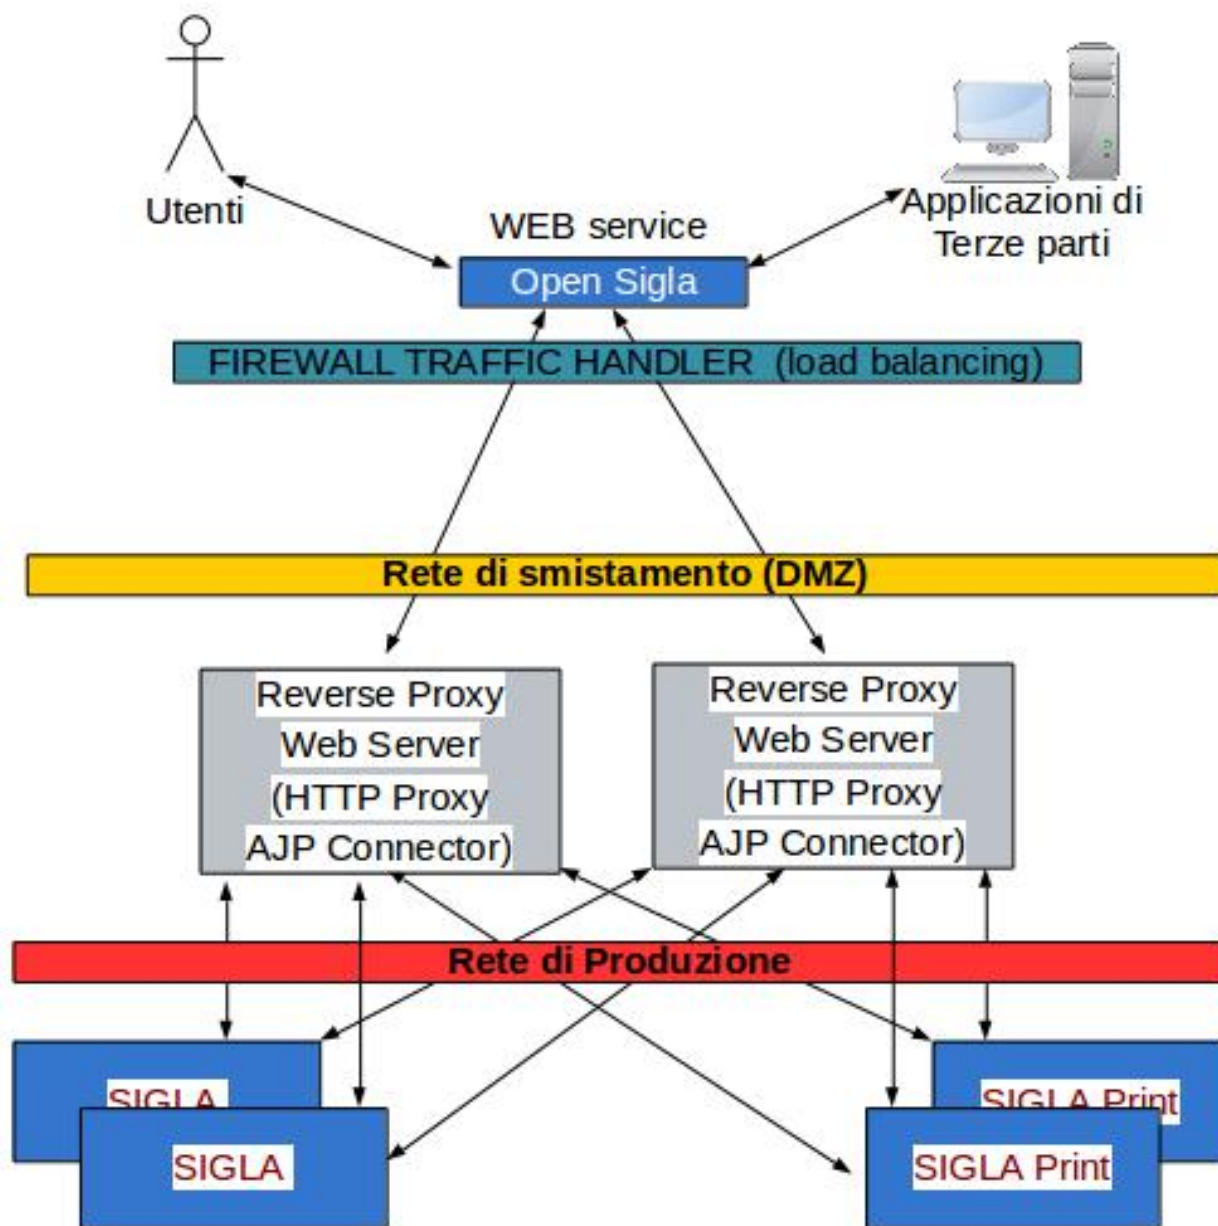 Utenti
Applicazioni di
Terze parti
WEB service
Open Sigla
FIREWALL TRAFFIC HANDLER (load balancing)
Rete di smistamento (DMZ)
Reverse Proxy
Web Server
(HTTP Proxy
AJP Connector)
Reverse Proxy
Web Server
(HTTP Proxy
AJP Connector)
Rete di Produzione
SIGLA
SIGLA
SIGLA Print
SIGLA Print